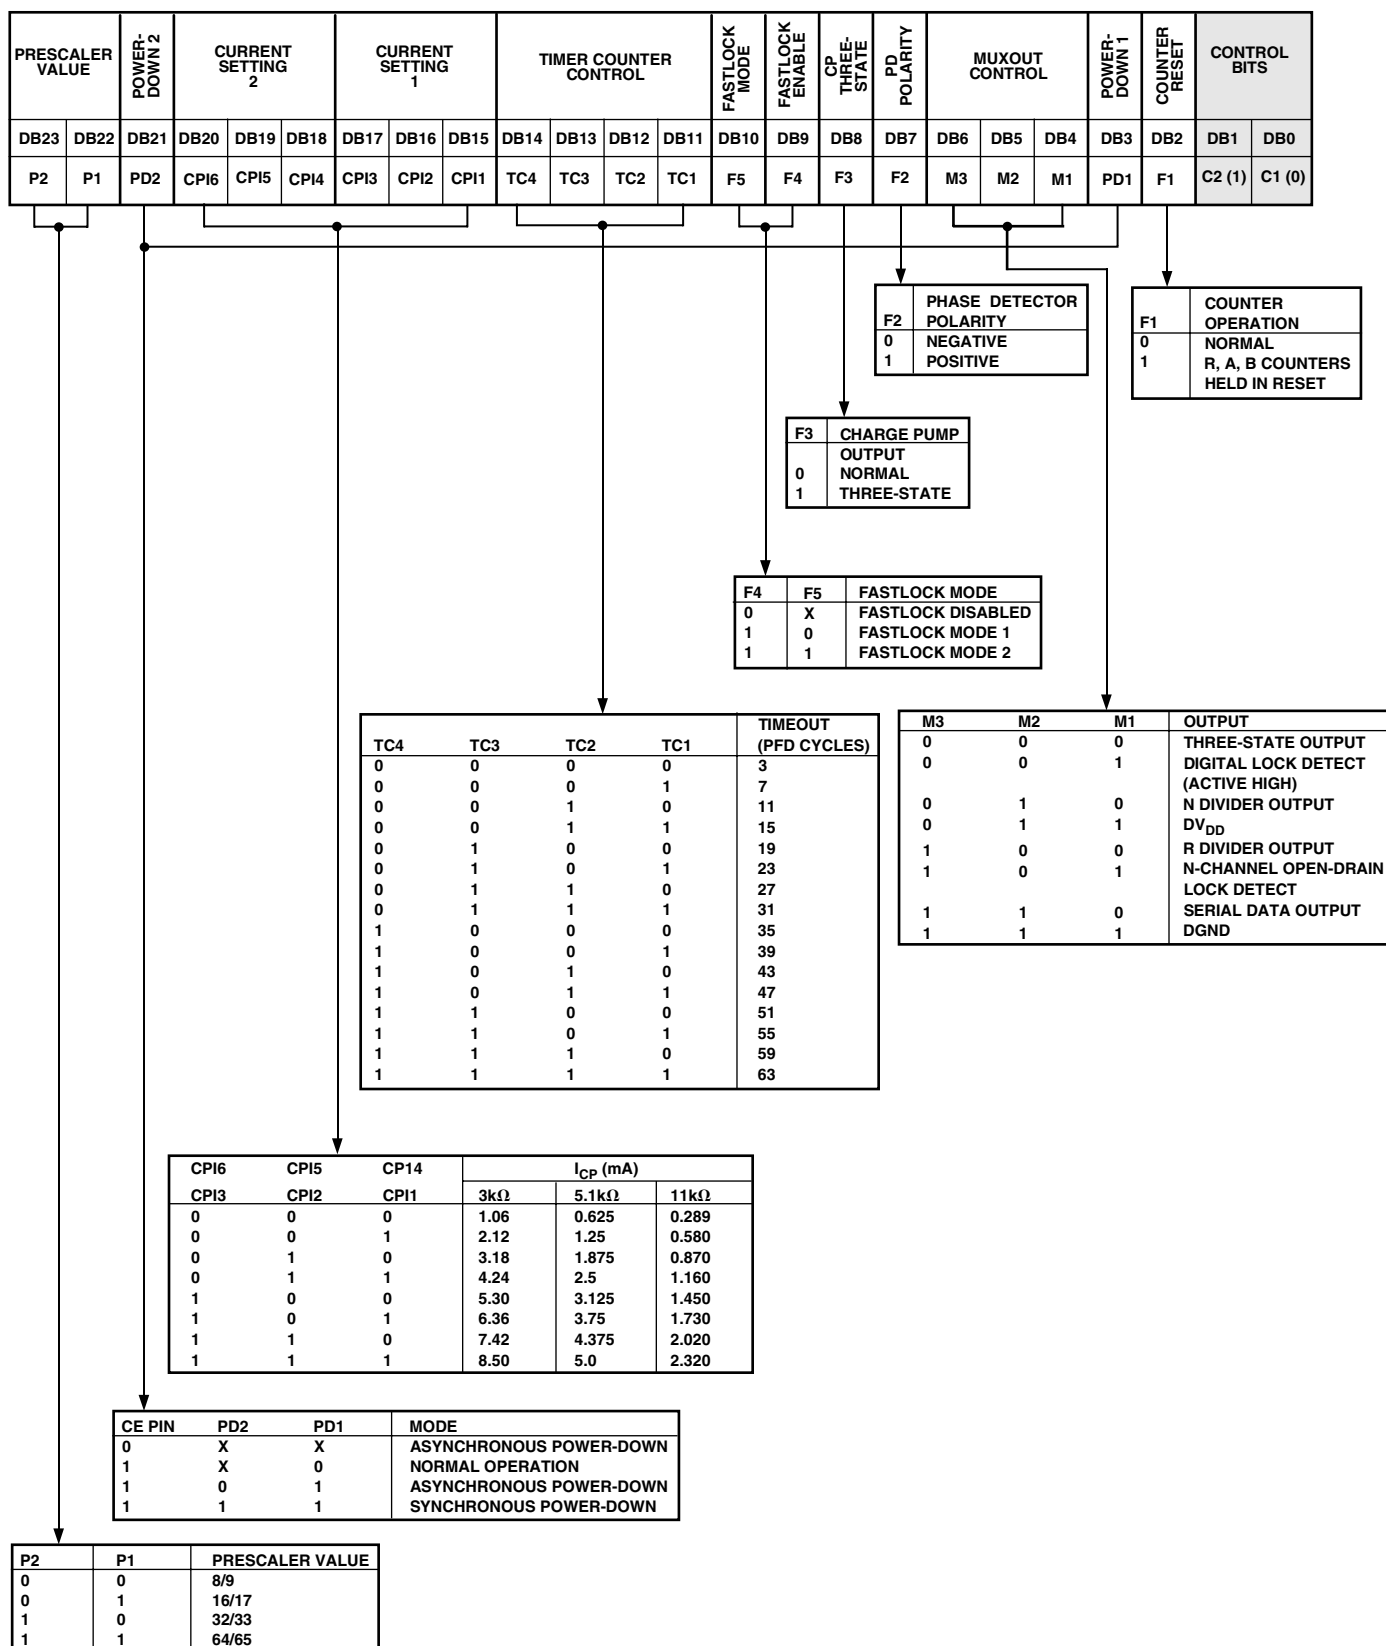 PRESCALER
VALUE
POWER-
DOWN 2
CURRENT
SETTING
2
CURRENT
SETTING
1
TIMER COUNTER
CONTROL
FASTLOCK
MODE
FASTLOCK
ENABLE
CP
THREE-
STATE
PD
POLARITY
MUXOUT
CONTROL
POWER-
DOWN 1
COUNTER
RESET
CONTROL
BITS
DB23 DB22 DB21 DB20 DB19 DB18 DB17 DB16 DB15 DB14 DB13 DB12 DB11 DB10 DB9 DB8 DB7 DB6 DB5 DB4 DB3 DB2 DB1 DB0
P2 P1 PD2 CPI6 CPI5 CPI4 CPI3 CPI2 CPI1 TC4 TC3 TC2 TC1 F5 F4 F3 F2 M3 M2 M1 PD1 F1 C2 (1) C1 (0)
PHASE DETECTOR
F2 POLARITY
0 NEGATIVE
1 POSITIVE
COUNTER
F1 OPERATION
0 NORMAL
1 R, A, B COUNTERS
HELD IN RESET
F3 CHARGE PUMP
OUTPUT
0 NORMAL
1 THREE-STATE
F4 F5 FASTLOCK MODE
0 X FASTLOCK DISABLED
1 0 FASTLOCK MODE 1
1 1 FASTLOCK MODE 2
TIMEOUT
TC4 TC3 TC2 TC1 (PFD CYCLES)
0 0 0 0 3
0 0 0 1 7
0 0 1 0 11
0 0 1 1 15
0 1 0 0 19
0 1 0 1 23
0 1 1 0 27
0 1 1 1 31
1 0 0 0 35
1 0 0 1 39
1 0 1 0 43
1 0 1 1 47
1 1 0 0 51
1 1 0 1 55
1 1 1 0 59
1 1 1 1 63
M3 M2 M1 OUTPUT
0 0 0 THREE-STATE OUTPUT
0 0 1 DIGITAL LOCK DETECT
(ACTIVE HIGH)
0 1 0 N DIVIDER OUTPUT
0 1 1 DVDD
1 0 0 R DIVIDER OUTPUT
1 0 1 N-CHANNEL OPEN-DRAIN
LOCK DETECT
1 1 0 SERIAL DATA OUTPUT
1 1 1 DGND
CPI6 CPI5 CP14 ICP (mA)
CPI3 CPI2 CPI1 3kΩ 5.1kΩ 11kΩ
0 0 0 1.06 0.625 0.289
0 0 1 2.12 1.25 0.580
0 1 0 3.18 1.875 0.870
0 1 1 4.24 2.5 1.160
1 0 0 5.30 3.125 1.450
1 0 1 6.36 3.75 1.730
1 1 0 7.42 4.375 2.020
1 1 1 8.50 5.0 2.320
CE PIN PD2 PD1 MODE
0 X X ASYNCHRONOUS POWER-DOWN
1 X 0 NORMAL OPERATION
1 0 1 ASYNCHRONOUS POWER-DOWN
1 1 1 SYNCHRONOUS POWER-DOWN
P2 P1 PRESCALER VALUE
0 0 8/9
0 1 16/17
1 0 32/33
1 1 64/65